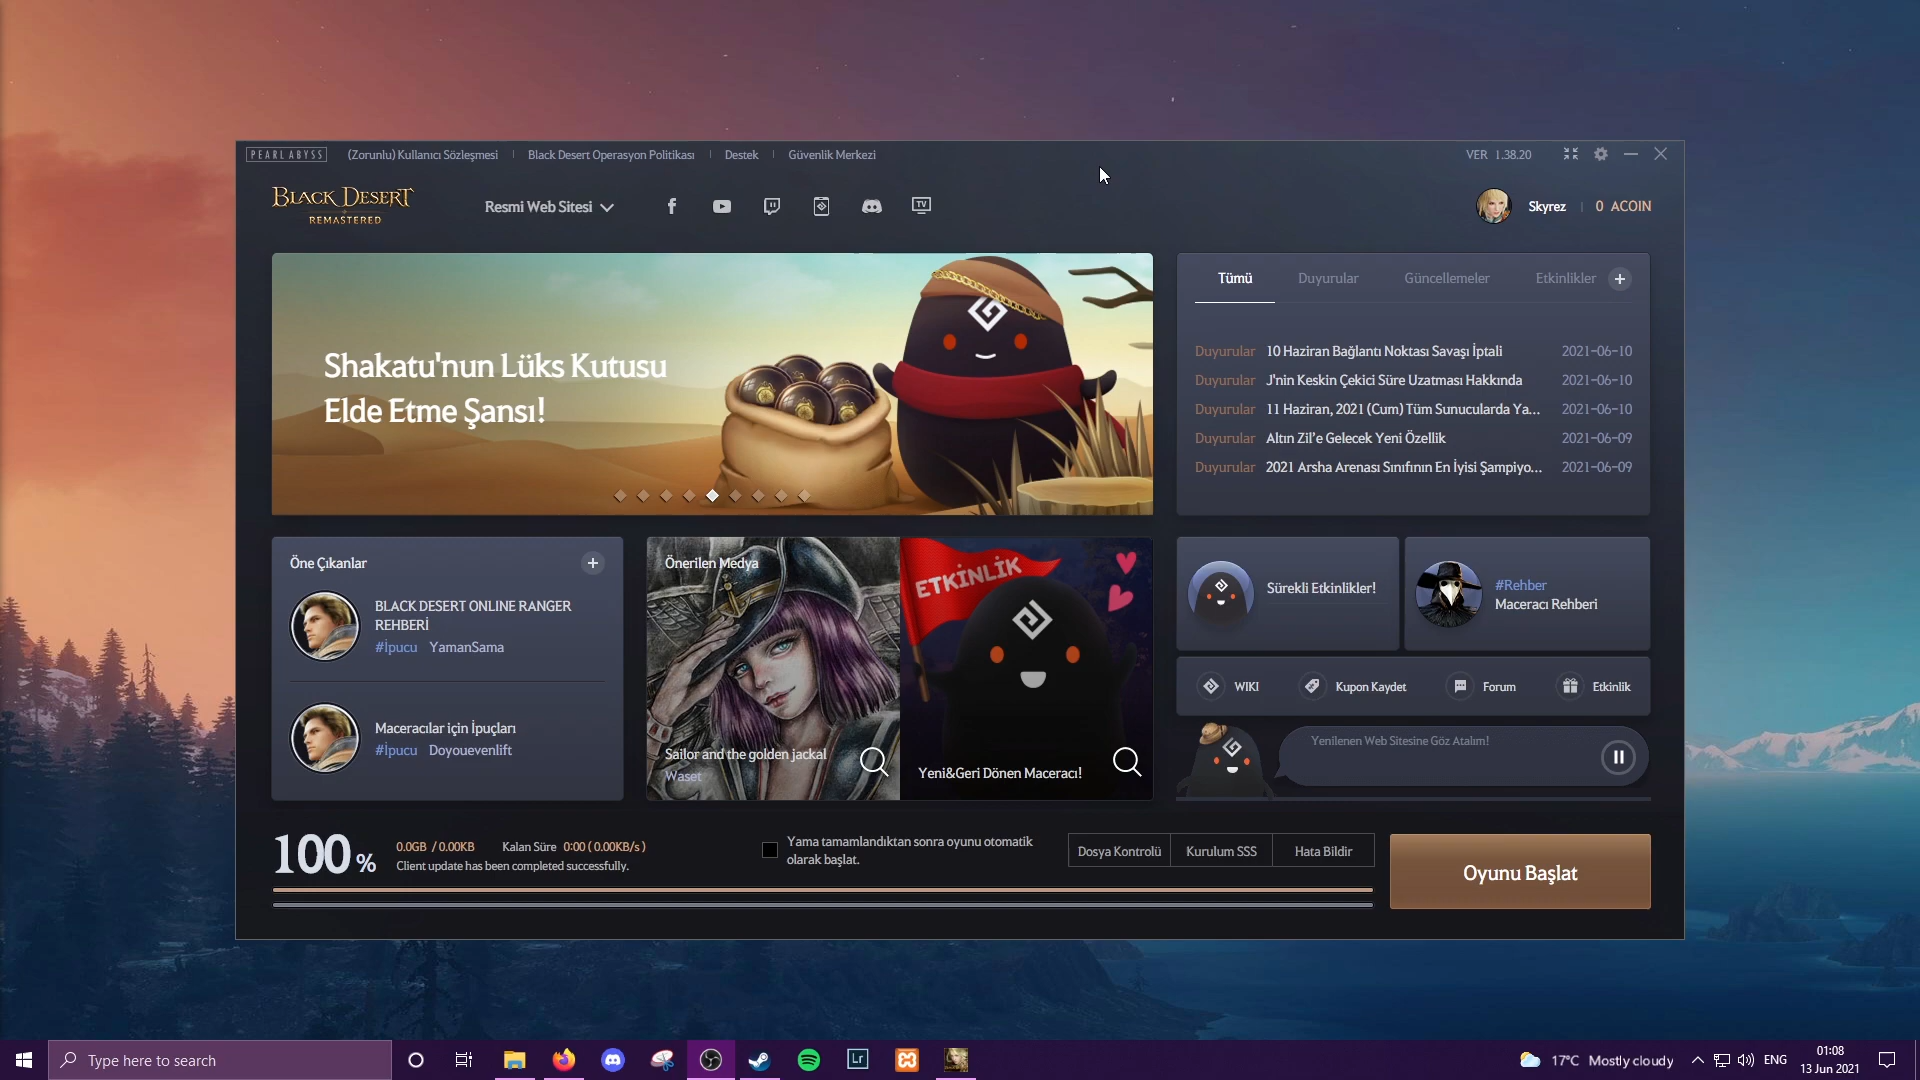 PEARL ABYSS
(Zorunlu) Kullanıcı Sözleşmesi
Black Desert Operasyon Politikası
Destek
Güvenlik Merkezi
VER 1.38.20
BLACK DESERT
REMASTERED
Resmi Web Sitesi
TV
Skyrez
0 ACOIN
Shakatu'nun Lüks Kutusu
Elde Etme Şansı!
Tümü
Duyurular
Güncellemeler
Etkinlikler
Duyurular 10 Haziran Bağlantı Noktası Savaşı İptali 2021-06-10
Duyurular J'nin Keskin Çekici Süre Uzatması Hakkında 2021-06-10
Duyurular 11 Haziran, 2021 (Cum) Tüm Sunucularda Ya... 2021-06-10
Duyurular Altın Zil'e Gelecek Yeni Özellik 2021-06-09
Duyurular 2021 Arsha Arenası Sınıfının En İyisi Şampiyo... 2021-06-09
Öne Çıkanlar
BLACK DESERT ONLINE RANGER
REHBERİ
#İpucu YamanSama
Maceracılar için İpuçları
#İpucu Doyouevenlift
Önerilen Medya
Sailor and the golden jackal
Waset
ETKİNLİK
Yeni&Geri Dönen Maceracı!
Sürekli Etkinlikler!
#Rehber
Maceracı Rehberi
WIKI
Kupon Kaydet
Forum
Etkinlik
Yenilenen Web Sitesine Göz Atalım!
100 %
0.0GB / 0.00KB Kalan Süre 0:00 ( 0.00KB/s )
Client update has been completed successfully.
Yama tamamlandıktan sonra oyunu otomatik
olarak başlat.
Dosya Kontrolü
Kurulum SSS
Hata Bildir
Oyunu Başlat
Type here to search
Lr
17°C Mostly cloudy
ENG
01:08
13 Jun 2021